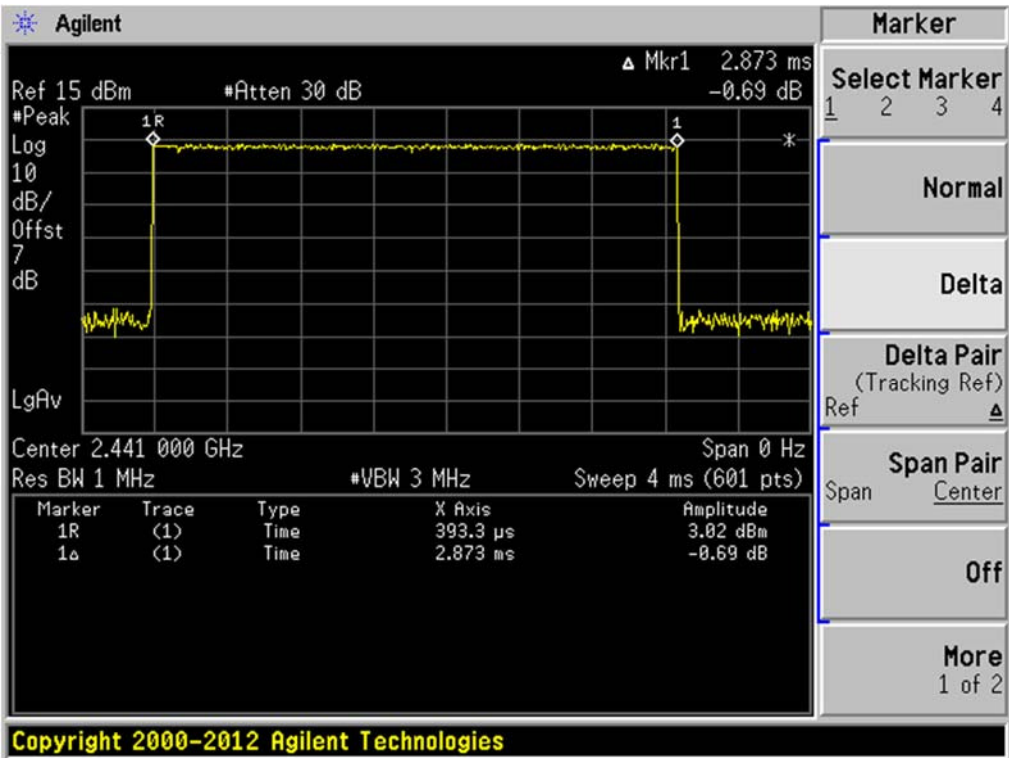 Agilent
Marker
Δ Mkr1 2.873 ms
Ref 15 dBm #Atten 30 dB -0.69 dB
#Peak
Log
10
dB/
Offst
7
dB
LgAv
1R
1
*
Center 2.441 000 GHz Span 0 Hz
Res BW 1 MHz #VBW 3 MHz Sweep 4 ms (601 pts)
Marker Trace Type X Axis Amplitude
1R (1) Time 393.3 µs 3.02 dBm
1Δ (1) Time 2.873 ms -0.69 dB
Select Marker
1 2 3 4
Normal
Delta
Delta Pair
(Tracking Ref)
Ref Δ
Span Pair
Span Center
Off
More
1 of 2
Copyright 2000-2012 Agilent Technologies